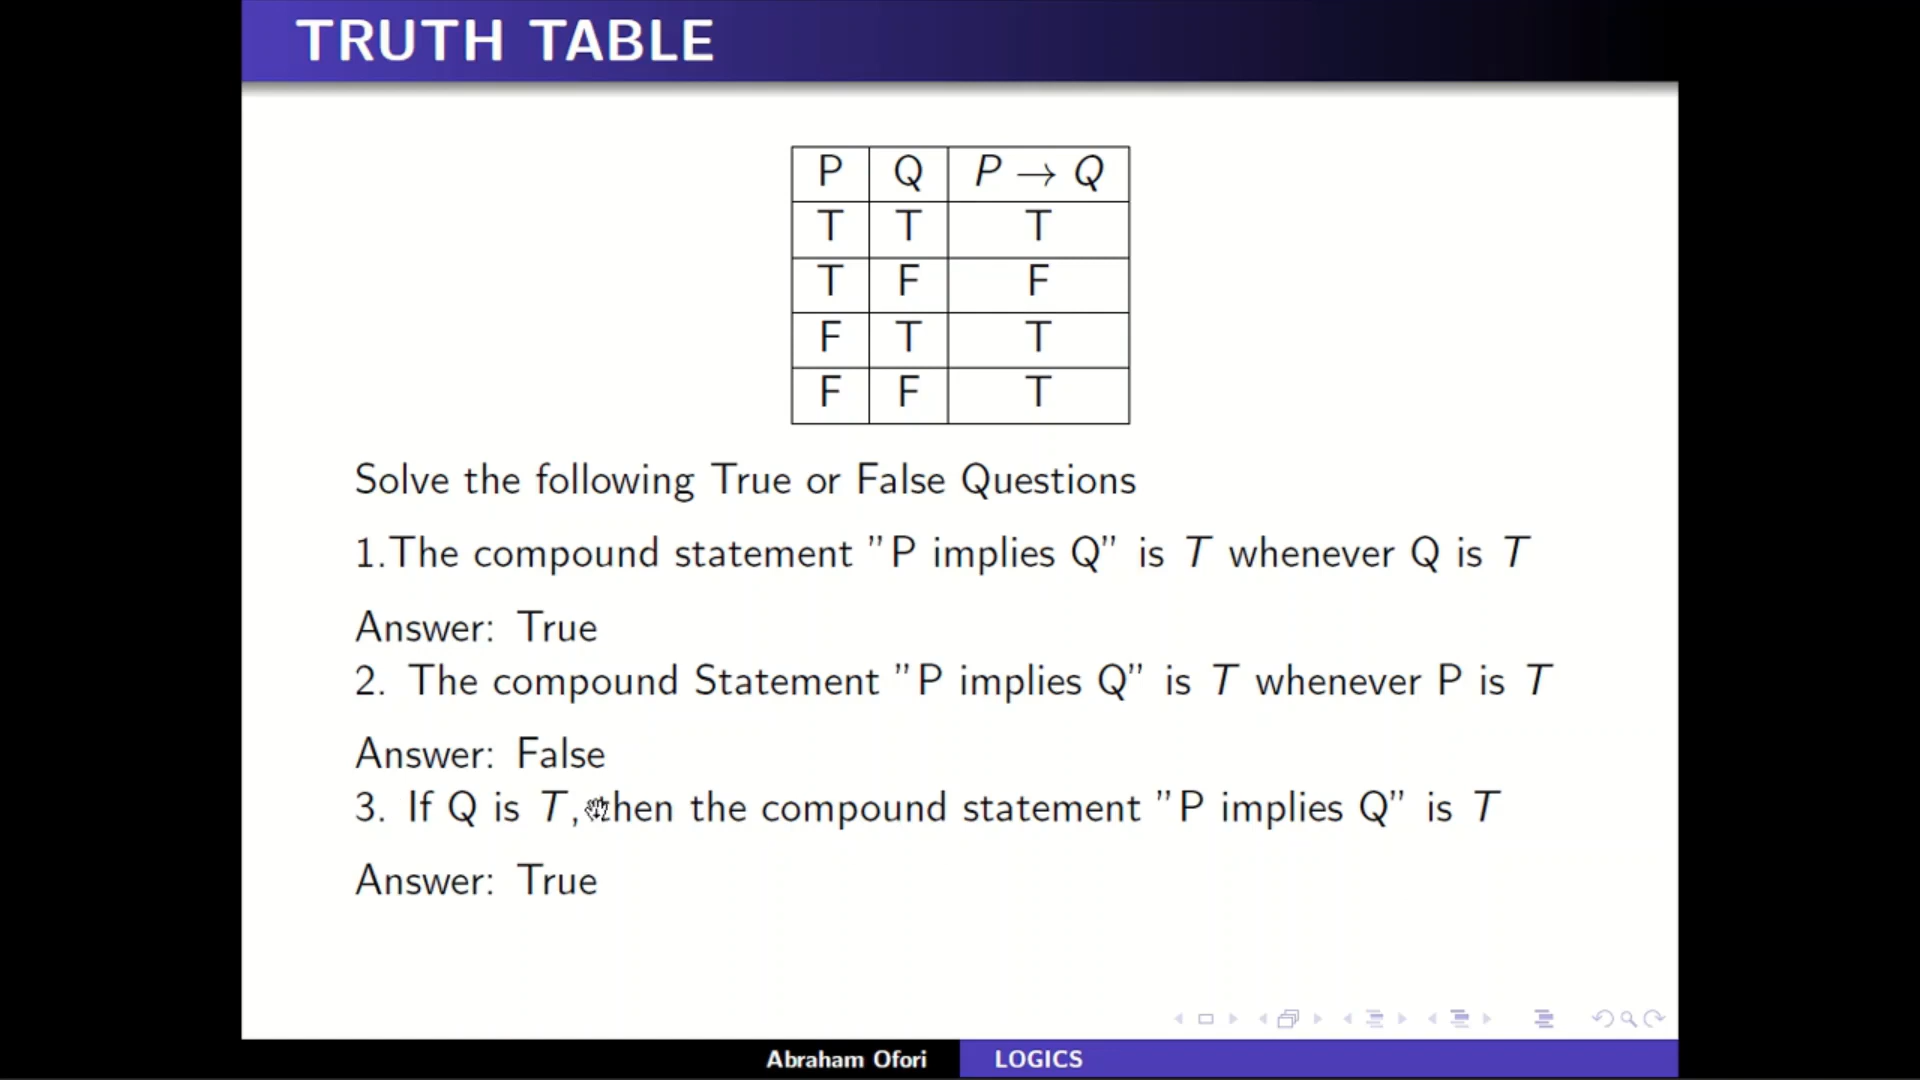 TRUTH TABLE
P Q P → Q
T T T
T F F
F T T
F F T
Solve the following True or False Questions
1.The compound statement ”P implies Q” is T whenever Q is T
Answer: True
2. The compound Statement ”P implies Q” is T whenever P is T
Answer: False
3. If Q is T, then the compound statement ”P implies Q” is T
Answer: True
Abraham Ofori LOGICS